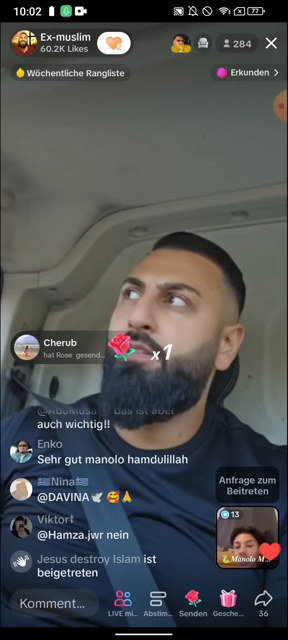 10:02
77
Ex-muslim
60.2K Likes
284
Wöchentliche Rangliste
Erkunden >
Cherub
hat Rose gesend...
x1
das ist aber
auch wichtig!!
Enko
Sehr gut manolo hamdulillah
🇬🇷Nina🇬🇷
@DAVINA🕊 🥰🙏
Viktor☦
@Hamza.jwr nein
Jesus destroy Islam ist
beigetreten
Anfrage zum
Beitreten
13
Manolo M...
Komment...
LIVE mi...
Abstim...
Senden
Gesche...
36